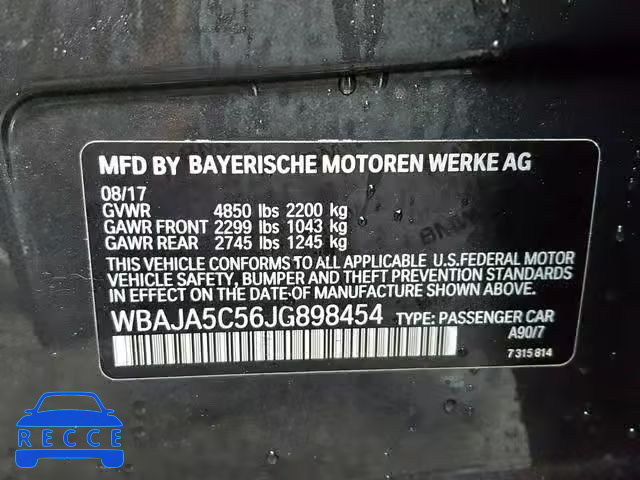 MFD BY BAYERISCHE MOTOREN WERKE AG
08/17
GVWR 4850 lbs 2200 kg
GAWR FRONT 2299 lbs 1043 kg
GAWR REAR 2745 lbs 1245 kg
THIS VEHICLE CONFORMS TO ALL APPLICABLE U.S.FEDERAL MOTOR
VEHICLE SAFETY, BUMPER AND THEFT PREVENTION STANDARDS
IN EFFECT ON THE DATE OF MANUFACTURE SHOWN ABOVE.
WBAJA5C56JG898454 TYPE: PASSENGER CAR
A90/7
7 315 814
RECCE